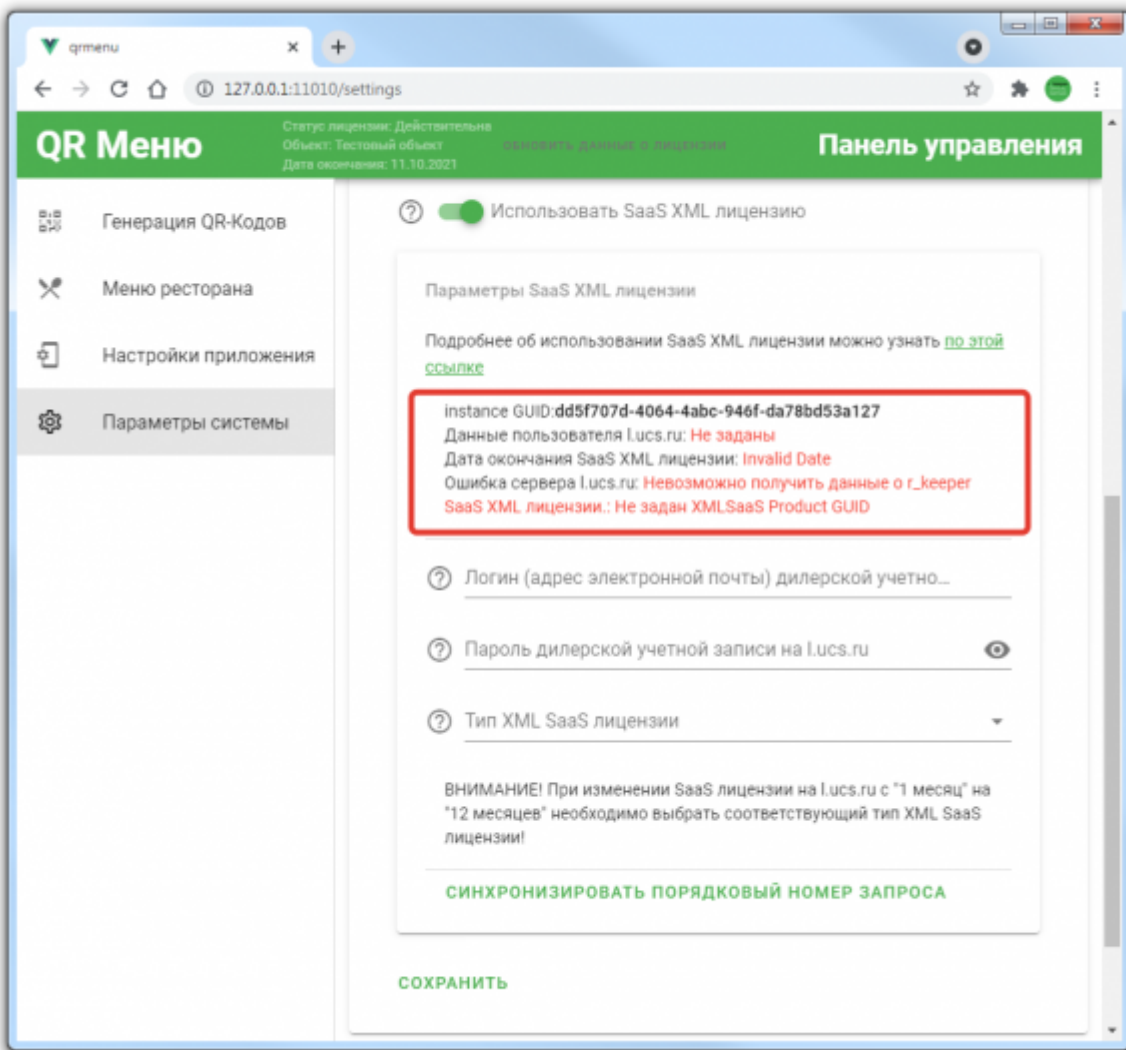 qrmenu
127.0.0.1:11010/settings
QR Меню
Статус лицензии: Действительна
Объект: Тестовый объект
Дата окончания: 11.10.2021
ОБНОВИТЬ ДАННЫЕ О ЛИЦЕНЗИИ
Панель управления
Генерация QR-Кодов
Меню ресторана
Настройки приложения
Параметры системы
Использовать SaaS XML лицензию
Параметры SaaS XML лицензии
Подробнее об использовании SaaS XML лицензии можно узнать по этой
ссылке
instance GUID:dd5f707d-4064-4abc-946f-da78bd53a127
Данные пользователя l.ucs.ru: Не заданы
Дата окончания SaaS XML лицензии: Invalid Date
Ошибка сервера l.ucs.ru: Невозможно получить данные о r_keeper
SaaS XML лицензии.: Не задан XMLSaaS Product GUID
Логин (адрес электронной почты) дилерской учетно...
Пароль дилерской учетной записи на l.ucs.ru
Тип XML SaaS лицензии
ВНИМАНИЕ! При изменении SaaS лицензии на l.ucs.ru с "1 месяц" на
"12 месяцев" необходимо выбрать соответствующий тип XML SaaS
лицензии!
СИНХРОНИЗИРОВАТЬ ПОРЯДКОВЫЙ НОМЕР ЗАПРОСА
СОХРАНИТЬ